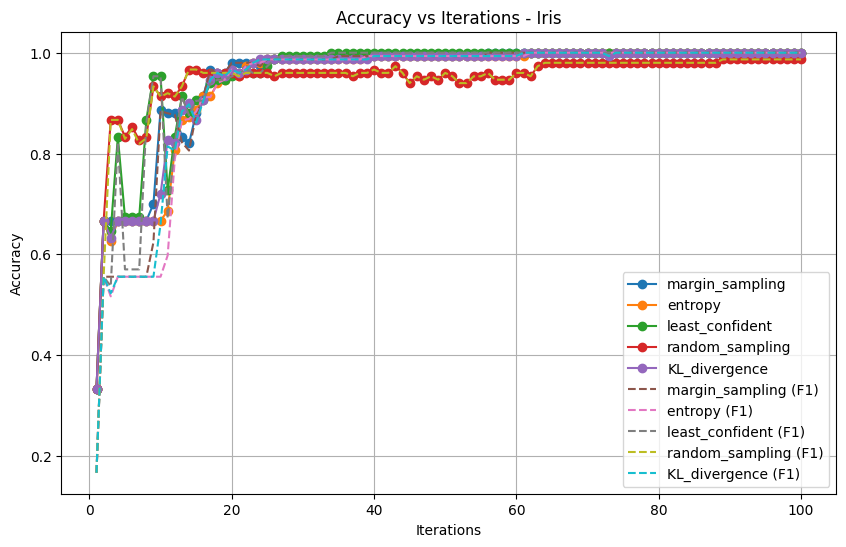 Accuracy vs Iterations - Iris
Accuracy
1.0
0.8
0.6
0.4
0.2
0
20
40
60
80
100
Iterations
margin_sampling
entropy
least_confident
random_sampling
KL_divergence
margin_sampling (F1)
entropy (F1)
least_confident (F1)
random_sampling (F1)
KL_divergence (F1)